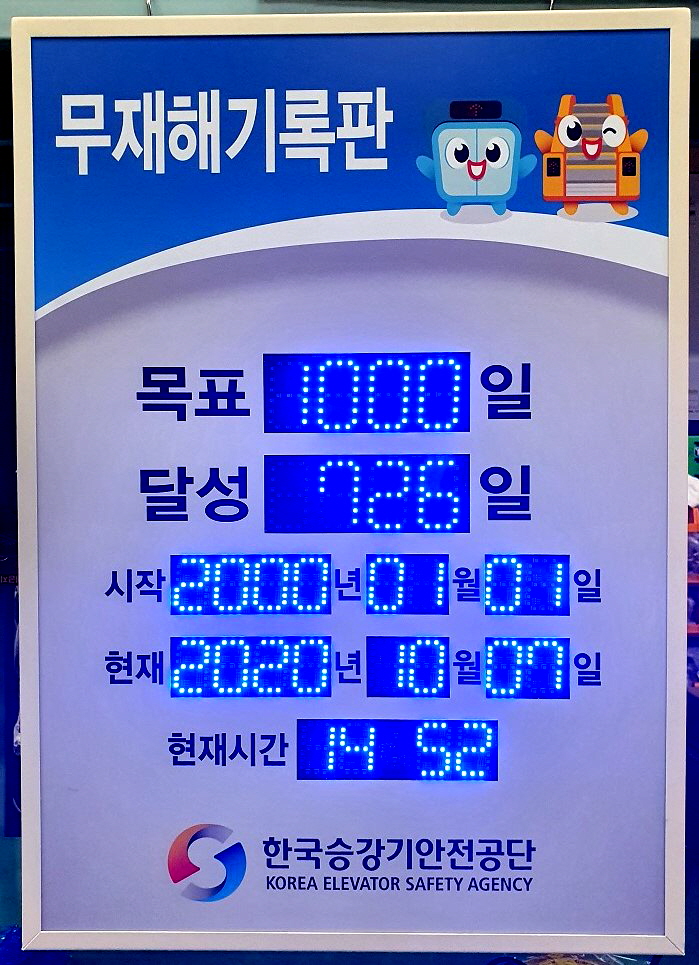 무재해기록판
목표 1000 일
달성 726 일
시작 2000 년 01 월 01 일
현재 2020 년 10 월 07 일
현재시간 14 52
한국승강기안전공단
KOREA ELEVATOR SAFETY AGENCY